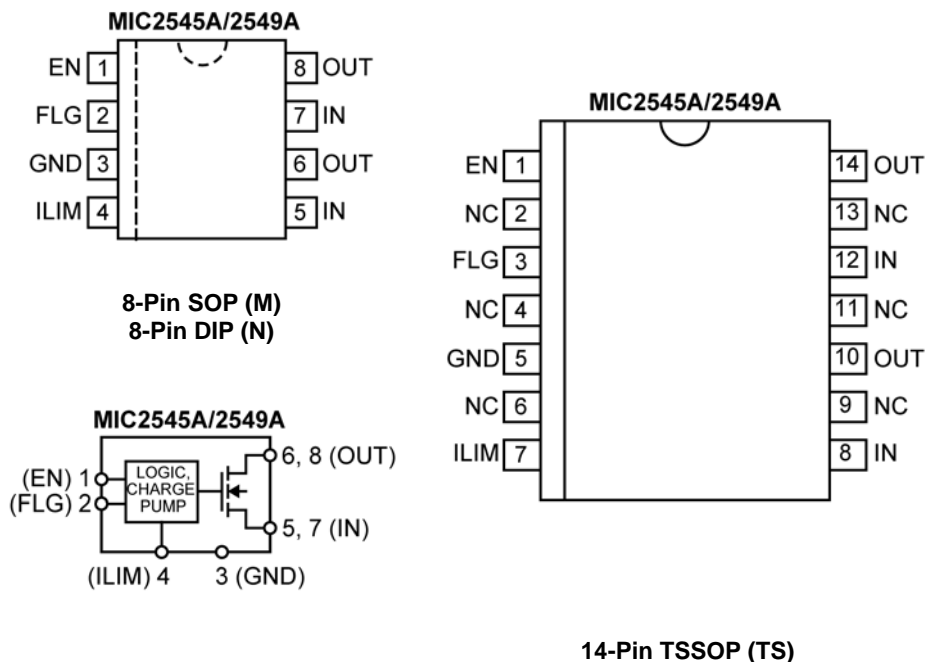 MIC2545A/2549A
EN 1 8 OUT
FLG 2 7 IN
GND 3 6 OUT
ILIM 4 5 IN
8-Pin SOP (M)
8-Pin DIP (N)
MIC2545A/2549A
(EN) 1
(FLG) 2
LOGIC,
CHARGE
PUMP
6, 8 (OUT)
5, 7 (IN)
(ILIM) 4 3 (GND)
MIC2545A/2549A
EN 1 14 OUT
NC 2 13 NC
FLG 3 12 IN
NC 4 11 NC
GND 5 10 OUT
NC 6 9 NC
ILIM 7 8 IN
14-Pin TSSOP (TS)